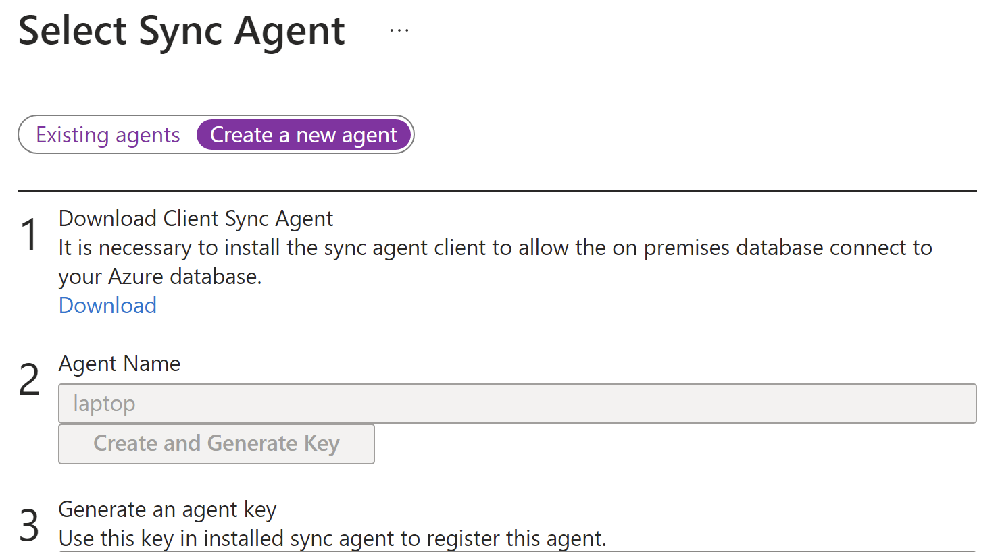 Select Sync Agent ...
Existing agents
Create a new agent
1
Download Client Sync Agent
It is necessary to install the sync agent client to allow the on premises database connect to
your Azure database.
Download
2
Agent Name
laptop
Create and Generate Key
3
Generate an agent key
Use this key in installed sync agent to register this agent.